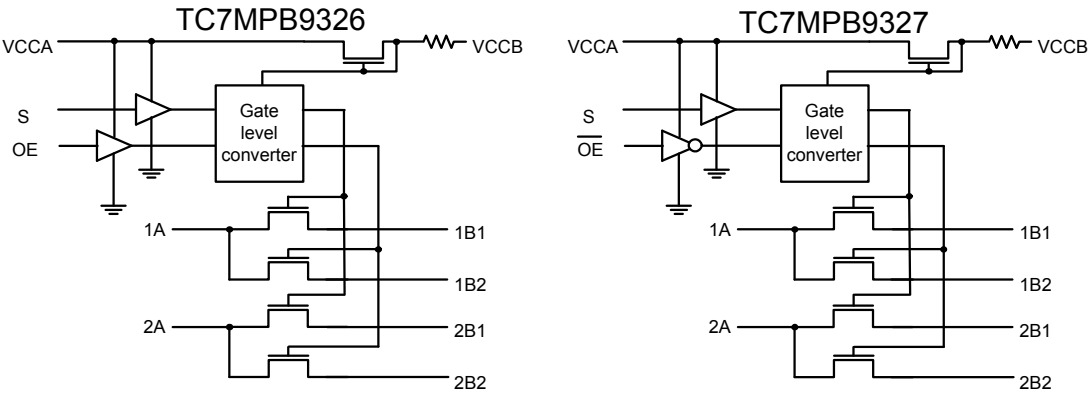 TC7MPB9326
VCCA
VCCB
S
OE
Gate
level
converter
1A
1B1
1B2
2A
2B1
2B2
TC7MPB9327
VCCA
VCCB
S
O̅E̅
Gate
level
converter
1A
1B1
1B2
2A
2B1
2B2